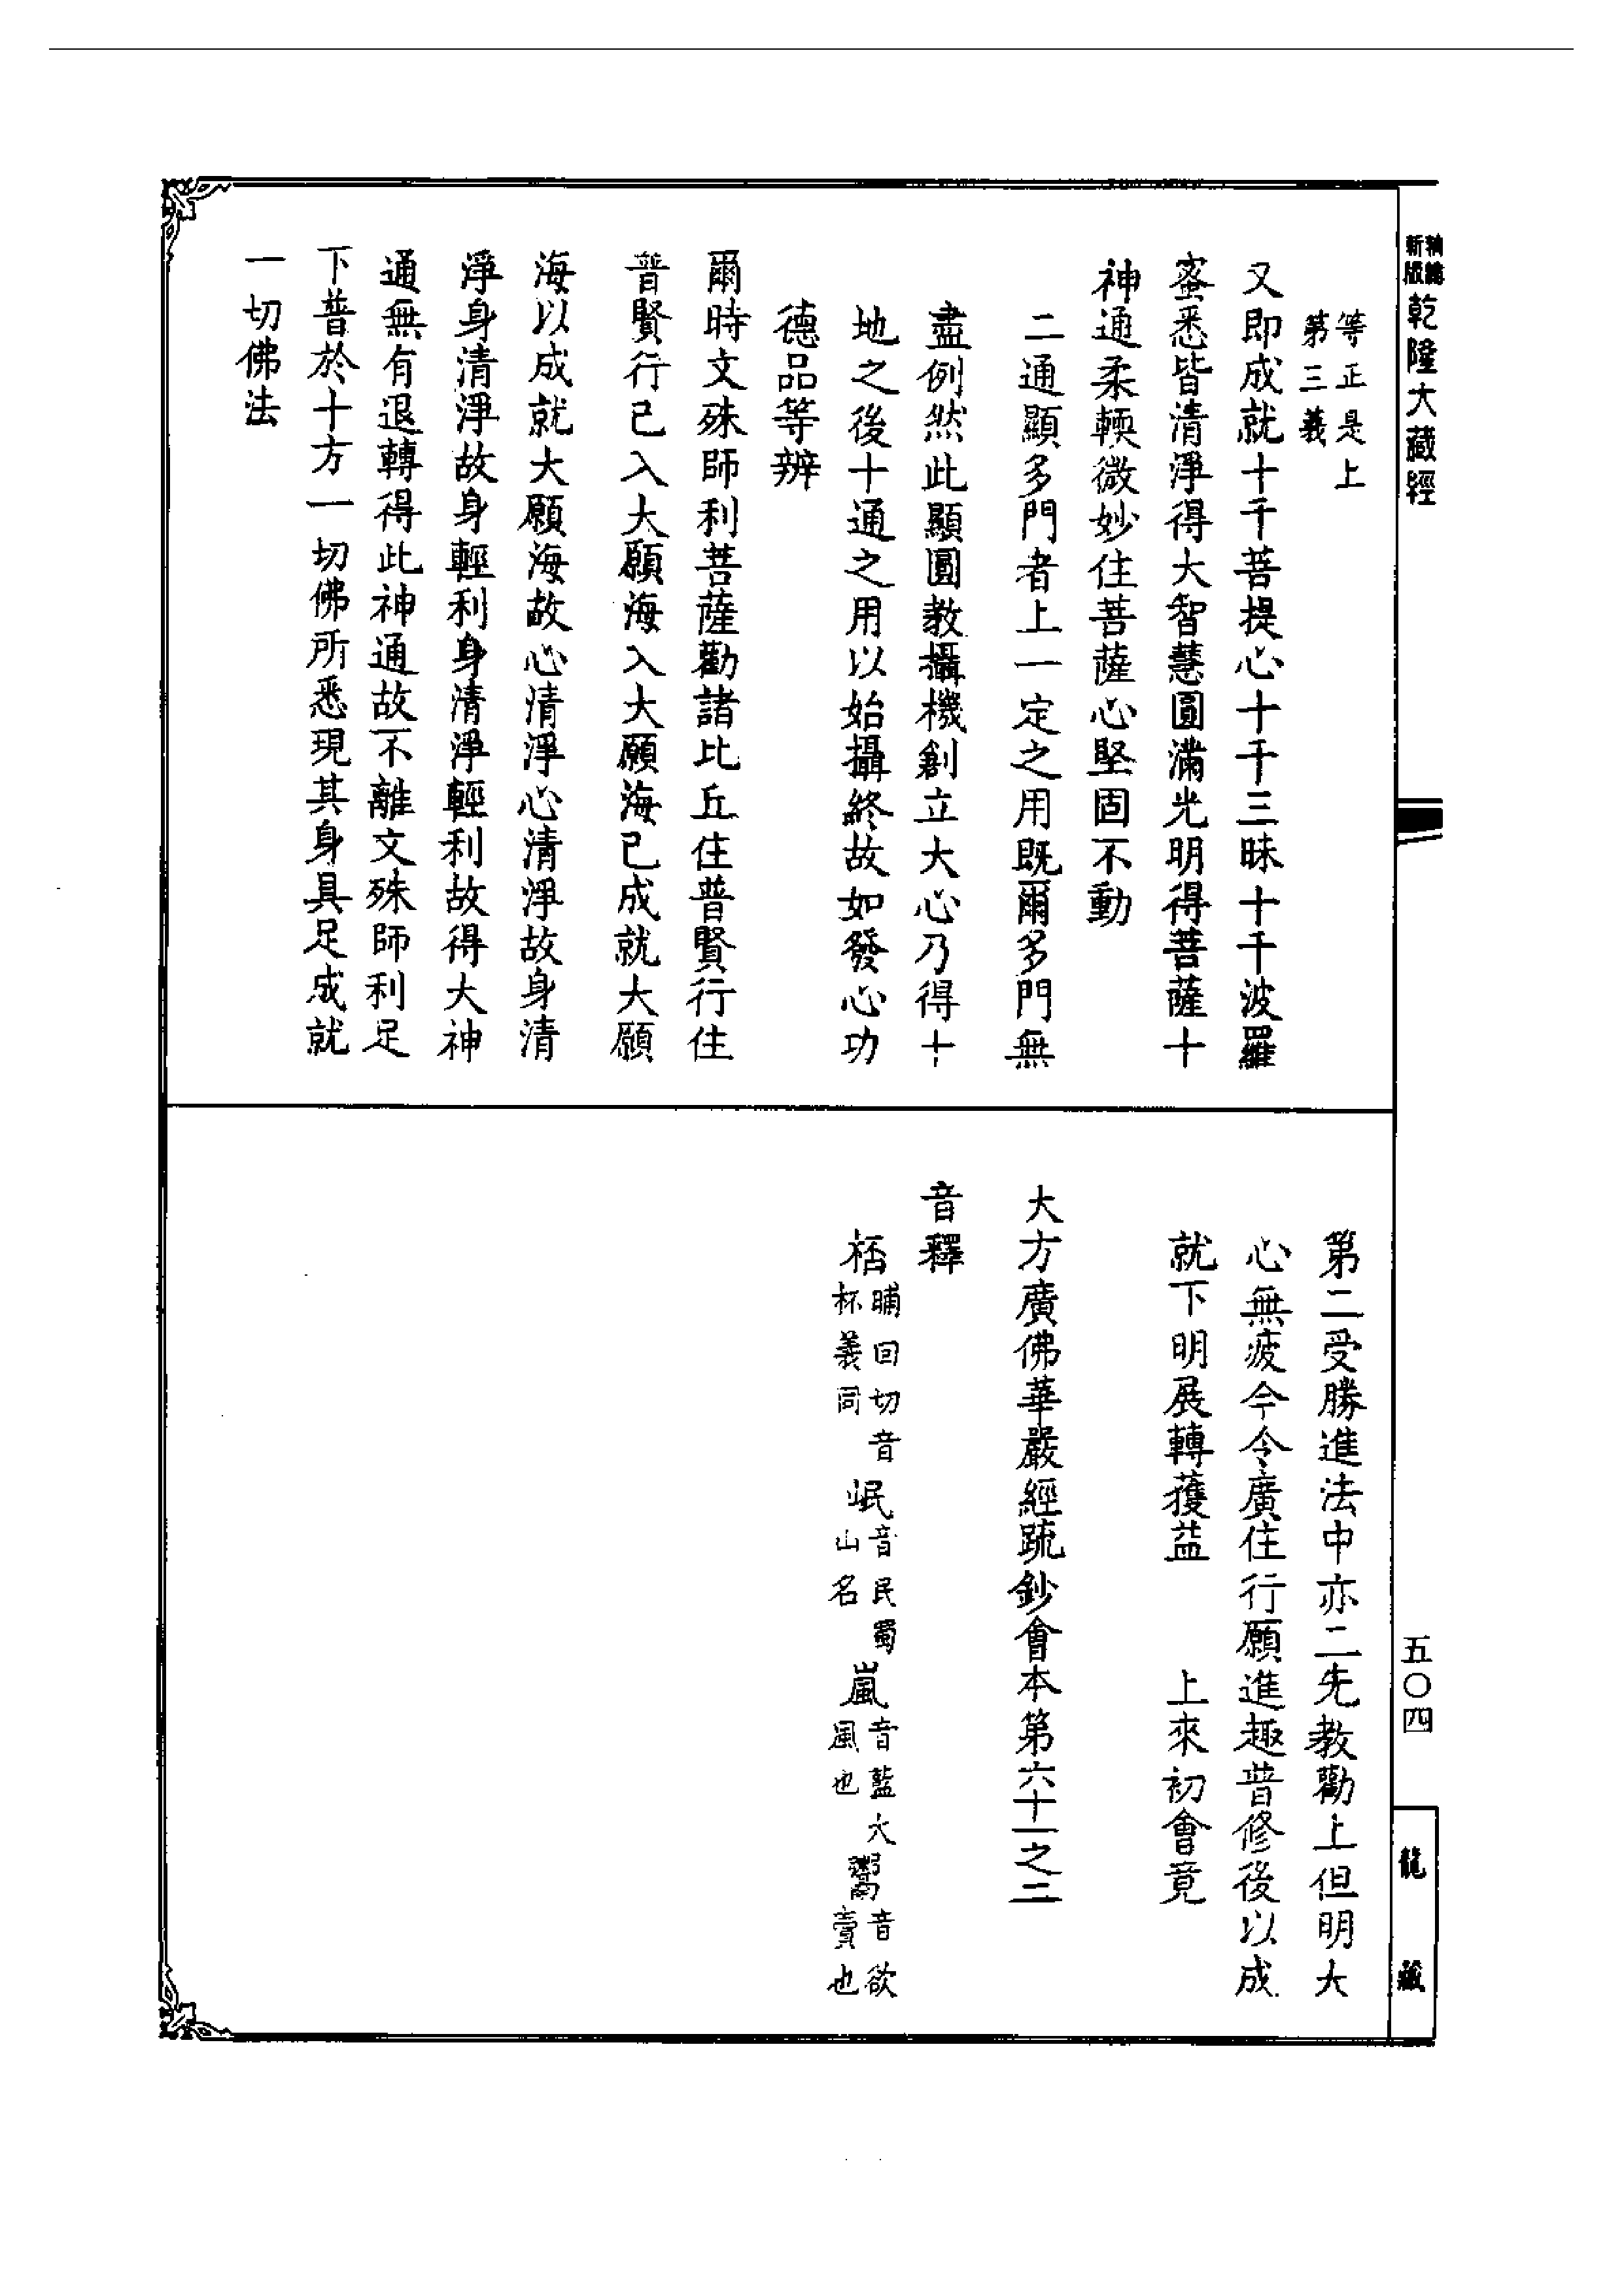 新編
縮版
乾隆大藏經
五〇四
龍藏
等正是上
第三義
又即成就十千菩提心十千三昧十千波羅
蜜悉皆清淨得大智慧圓滿光明得菩薩十
神通柔輭微妙住菩薩心堅固不動
二通顯多門者上一定之用既爾多門無
盡例然此顯圓教攝機創立大心乃得十
地之後十通之用以始攝終故如發心功
德品等辨
爾時文殊師利菩薩勸諸比丘住普賢行住
普賢行已入大願海入大願海已成就大願
海以成就大願海故心清淨心清淨故身清
淨身清淨故身輕利身清淨輕利故得大神
通無有退轉得此神通故不離文殊師利足
下普於十方一切佛所悉現其身具足成就
一切佛法
第二受勝進法中亦二先教勸上但明大
心無疲今令廣住行願進趣普修後以成
就下明展轉獲益　上來初會竟
大方廣佛華嚴經疏鈔會本第六十一之二
音釋
桮晡回切音杯義同　岷音民蜀山名　嵐音藍大風也　鬻音欲賣也